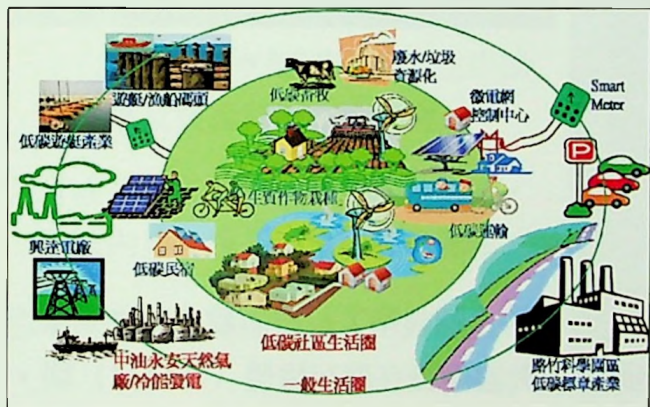 遊艇/漁船碼頭
低碳畜牧
廢水/垃圾
資源化
微電網
控制中心
Smart
Meter
低碳遊艇產業
P
生質作物栽種
低碳運輸
興達電廠
低碳民宿
中油永安天然氣
廠/冷能發電
低碳社區生活圈
一般生活圈
路竹科學園區
低碳標章產業